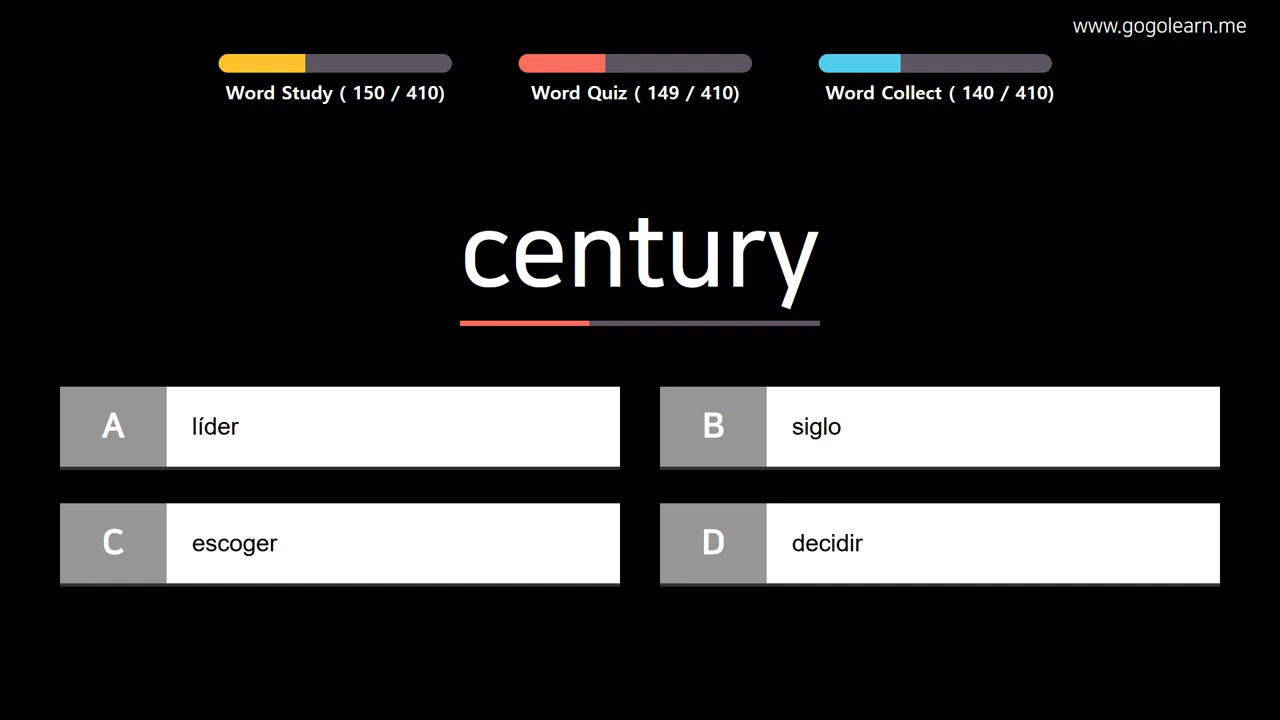 www.gogolearn.me
Word Study ( 150 / 410)
Word Quiz ( 149 / 410)
Word Collect ( 140 / 410)
century
A líder
B siglo
C escoger
D decidir